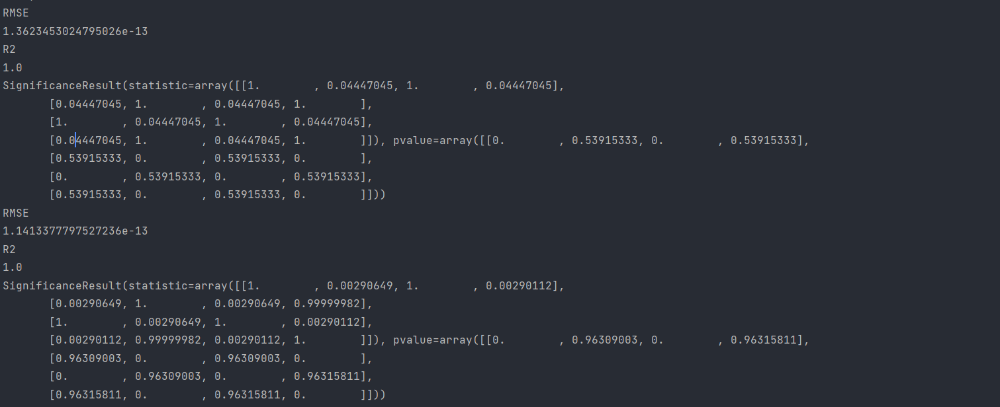 RMSE
1.3623453024795026e-13
R2
1.0
SignificanceResult(statistic=array([[1.        , 0.04447045, 1.        , 0.04447045],
       [0.04447045, 1.        , 0.04447045, 1.        ],
       [1.        , 0.04447045, 1.        , 0.04447045],
       [0.04447045, 1.        , 0.04447045, 1.        ]]), pvalue=array([[0.        , 0.53915333, 0.        , 0.53915333],
       [0.53915333, 0.        , 0.53915333, 0.        ],
       [0.        , 0.53915333, 0.        , 0.53915333],
       [0.53915333, 0.        , 0.53915333, 0.        ]]))
RMSE
1.1413377797527236e-13
R2
1.0
SignificanceResult(statistic=array([[1.        , 0.00290649, 1.        , 0.00290112],
       [0.00290649, 1.        , 0.00290649, 0.99999982],
       [1.        , 0.00290649, 1.        , 0.00290112],
       [0.00290112, 0.99999982, 0.00290112, 1.        ]]), pvalue=array([[0.        , 0.96309003, 0.        , 0.96315811],
       [0.96309003, 0.        , 0.96309003, 0.        ],
       [0.        , 0.96309003, 0.        , 0.96315811],
       [0.96315811, 0.        , 0.96315811, 0.        ]]))